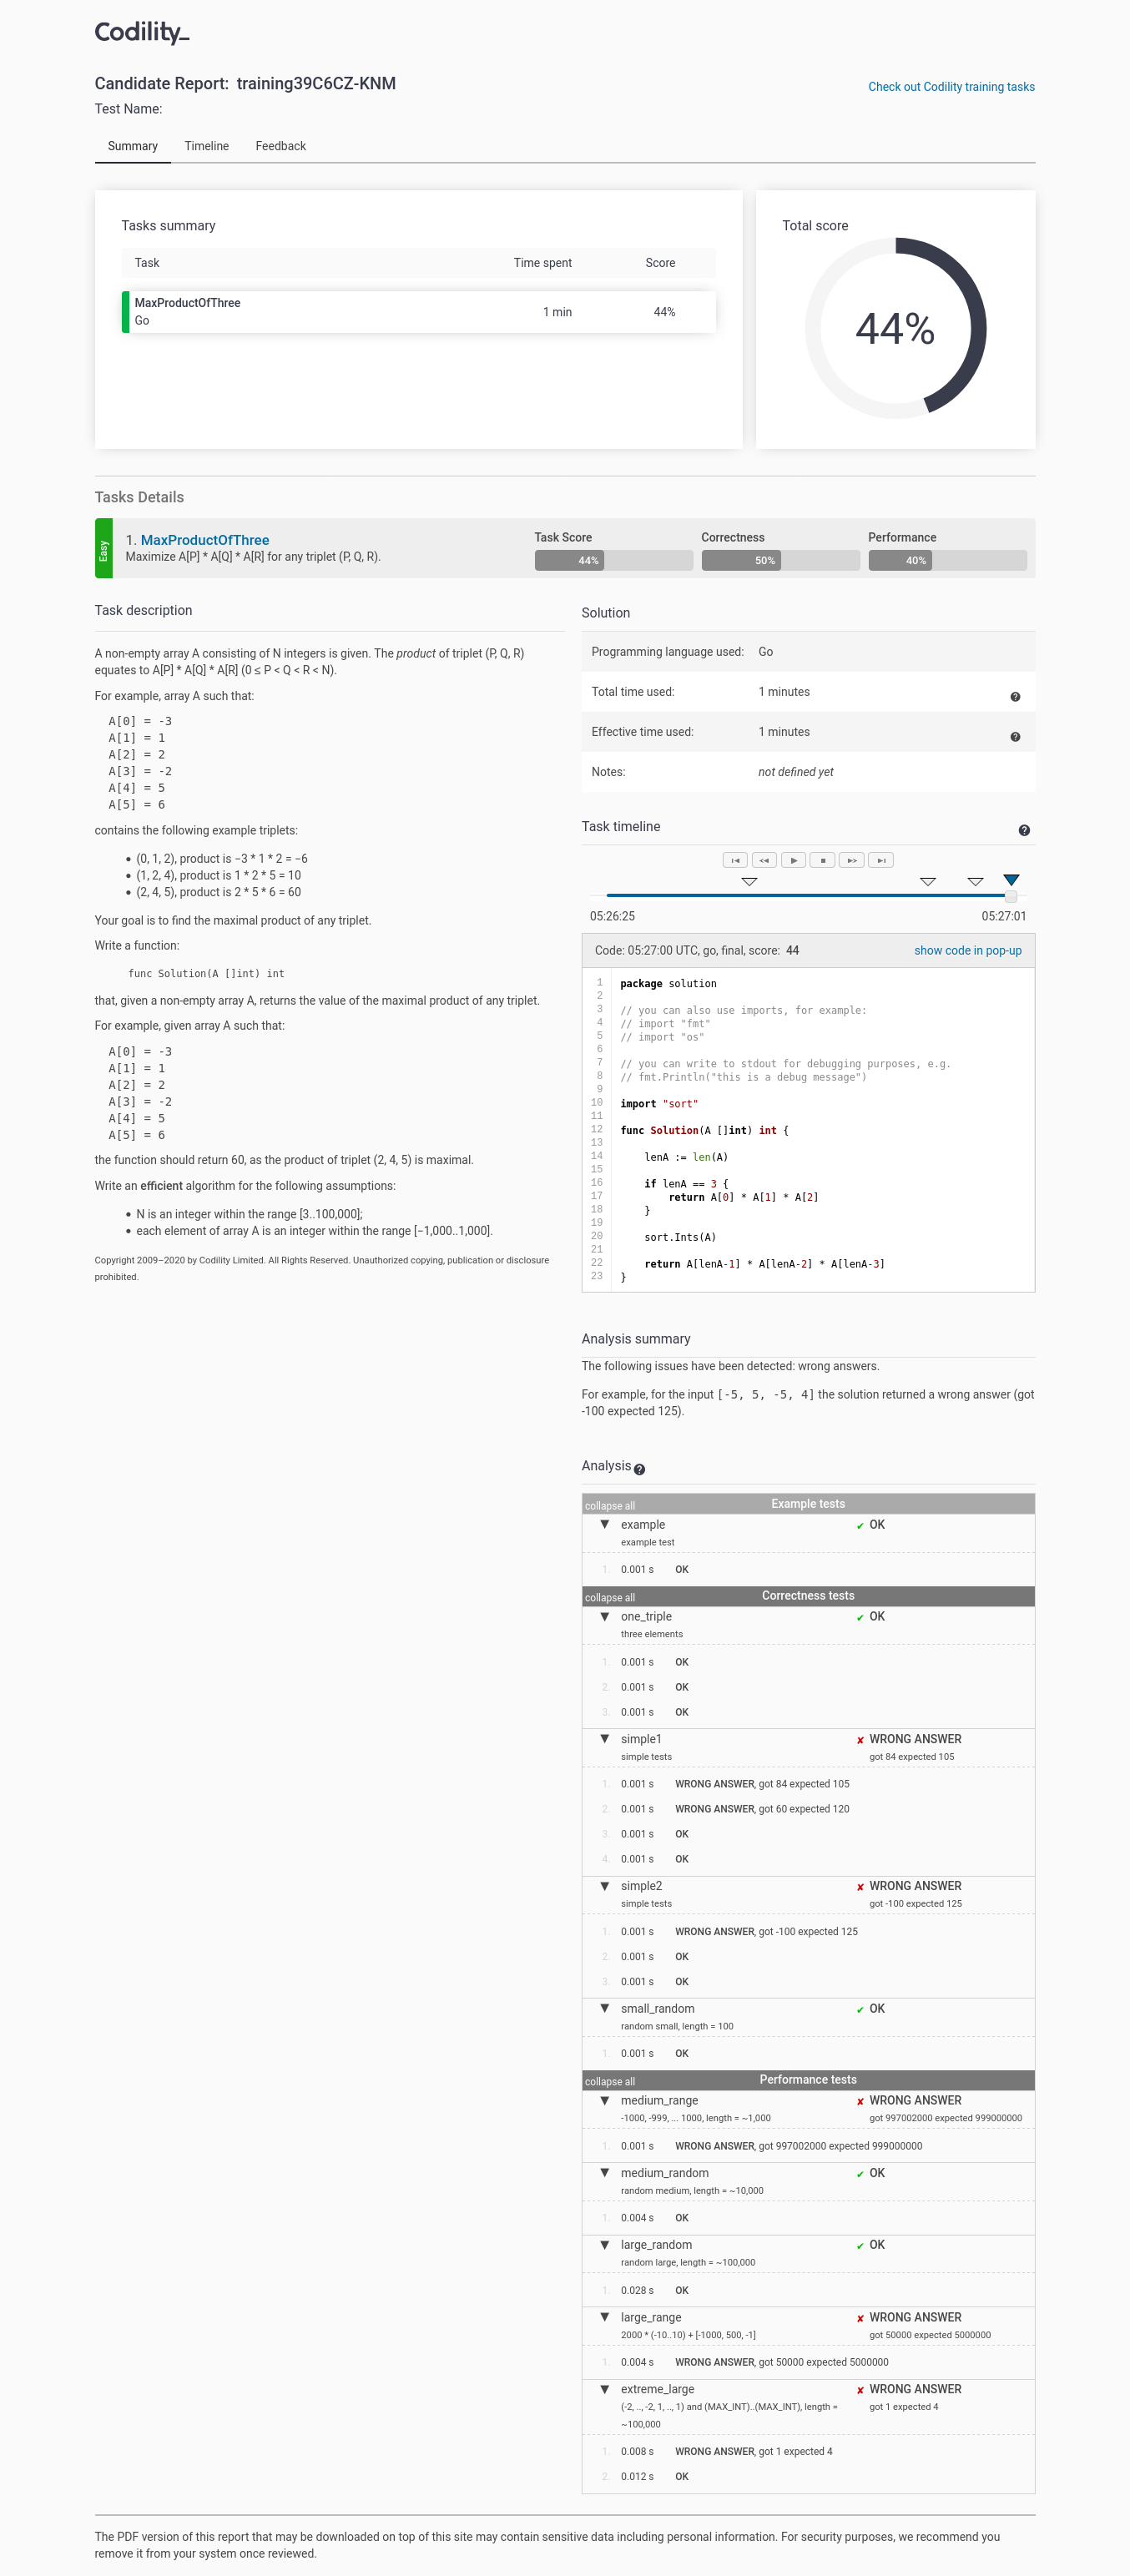 Codility_
Candidate Report: training39C6CZ-KNM
Check out Codility training tasks
Test Name:
Summary
Timeline
Feedback
Tasks summary
Task
Time spent
Score
MaxProductOfThree
Go
1 min
44%
Total score
44%
Tasks Details
Easy
1. MaxProductOfThree
Maximize A[P] * A[Q] * A[R] for any triplet (P, Q, R).
Task Score
44%
Correctness
50%
Performance
40%
Task description
A non-empty array A consisting of N integers is given. The product of triplet (P, Q, R)
equates to A[P] * A[Q] * A[R] (0 ≤ P < Q < R < N).
For example, array A such that:
A[0] = -3
A[1] = 1
A[2] = 2
A[3] = -2
A[4] = 5
A[5] = 6
contains the following example triplets:
• (0, 1, 2), product is −3 * 1 * 2 = −6
• (1, 2, 4), product is 1 * 2 * 5 = 10
• (2, 4, 5), product is 2 * 5 * 6 = 60
Your goal is to find the maximal product of any triplet.
Write a function:
func Solution(A []int) int
that, given a non-empty array A, returns the value of the maximal product of any triplet.
For example, given array A such that:
A[0] = -3
A[1] = 1
A[2] = 2
A[3] = -2
A[4] = 5
A[5] = 6
the function should return 60, as the product of triplet (2, 4, 5) is maximal.
Write an efficient algorithm for the following assumptions:
• N is an integer within the range [3..100,000];
• each element of array A is an integer within the range [−1,000..1,000].
Copyright 2009–2020 by Codility Limited. All Rights Reserved. Unauthorized copying, publication or disclosure
prohibited.
Solution
Programming language used: Go
Total time used: 1 minutes
Effective time used: 1 minutes
Notes: not defined yet
Task timeline
05:26:25
05:27:01
Code: 05:27:00 UTC, go, final, score: 44
show code in pop-up
1 package solution
2
3 // you can also use imports, for example:
4 // import "fmt"
5 // import "os"
6
7 // you can write to stdout for debugging purposes, e.g.
8 // fmt.Println("this is a debug message")
9
10 import "sort"
11
12 func Solution(A []int) int {
13
14 lenA := len(A)
15
16 if lenA == 3 {
17 return A[0] * A[1] * A[2]
18 }
19
20 sort.Ints(A)
21
22 return A[lenA-1] * A[lenA-2] * A[lenA-3]
23 }
Analysis summary
The following issues have been detected: wrong answers.
For example, for the input [-5, 5, -5, 4] the solution returned a wrong answer (got
-100 expected 125).
Analysis
collapse all Example tests
▼ example ✔ OK
example test
1. 0.001 s OK
collapse all Correctness tests
▼ one_triple ✔ OK
three elements
1. 0.001 s OK
2. 0.001 s OK
3. 0.001 s OK
▼ simple1 ✘ WRONG ANSWER
simple tests got 84 expected 105
1. 0.001 s WRONG ANSWER, got 84 expected 105
2. 0.001 s WRONG ANSWER, got 60 expected 120
3. 0.001 s OK
4. 0.001 s OK
▼ simple2 ✘ WRONG ANSWER
simple tests got -100 expected 125
1. 0.001 s WRONG ANSWER, got -100 expected 125
2. 0.001 s OK
3. 0.001 s OK
▼ small_random ✔ OK
random small, length = 100
1. 0.001 s OK
collapse all Performance tests
▼ medium_range ✘ WRONG ANSWER
-1000, -999, ... 1000, length = ~1,000 got 997002000 expected 999000000
1. 0.001 s WRONG ANSWER, got 997002000 expected 999000000
▼ medium_random ✔ OK
random medium, length = ~10,000
1. 0.004 s OK
▼ large_random ✔ OK
random large, length = ~100,000
1. 0.028 s OK
▼ large_range ✘ WRONG ANSWER
2000 * (-10..10) + [-1000, 500, -1] got 50000 expected 5000000
1. 0.004 s WRONG ANSWER, got 50000 expected 5000000
▼ extreme_large ✘ WRONG ANSWER
(-2, .., -2, 1, .., 1) and (MAX_INT)..(MAX_INT), length = got 1 expected 4
~100,000
1. 0.008 s WRONG ANSWER, got 1 expected 4
2. 0.012 s OK
The PDF version of this report that may be downloaded on top of this site may contain sensitive data including personal information. For security purposes, we recommend you
remove it from your system once reviewed.